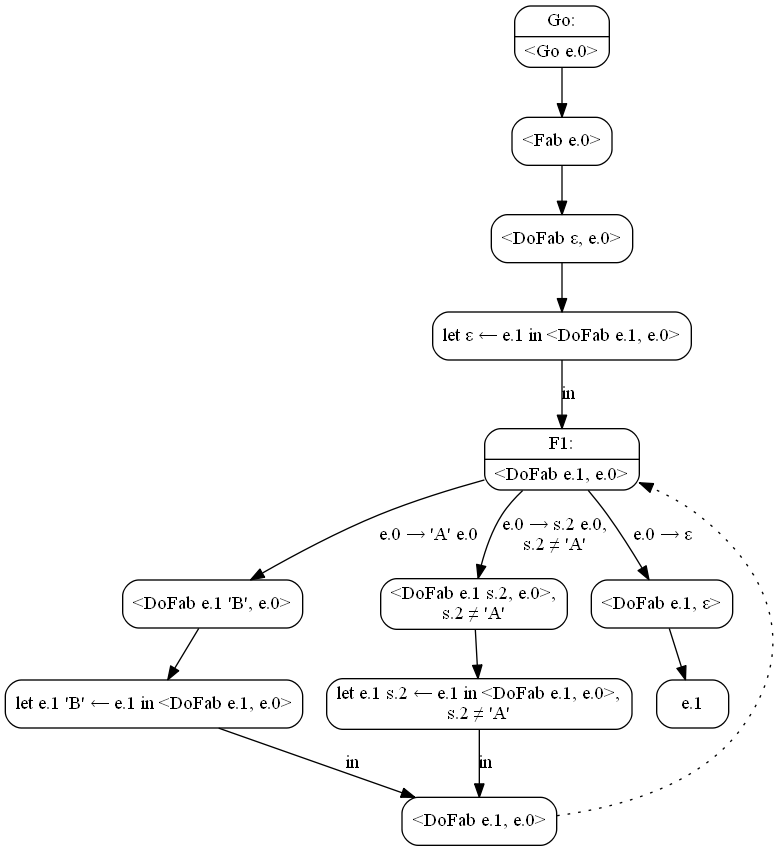 Go:
<Go e.0>
<Fab e.0>
<DoFab ε, e.0>
let ε ← e.1 in <DoFab e.1, e.0>
in
F1:
<DoFab e.1, e.0>
e.0 → 'A' e.0
e.0 → s.2 e.0,
s.2 ≠ 'A'
e.0 → ε
<DoFab e.1 'B', e.0>
<DoFab e.1 s.2, e.0>,
s.2 ≠ 'A'
<DoFab e.1, ε>
let e.1 'B' ← e.1 in <DoFab e.1, e.0>
let e.1 s.2 ← e.1 in <DoFab e.1, e.0>,
s.2 ≠ 'A'
e.1
in
in
<DoFab e.1, e.0>